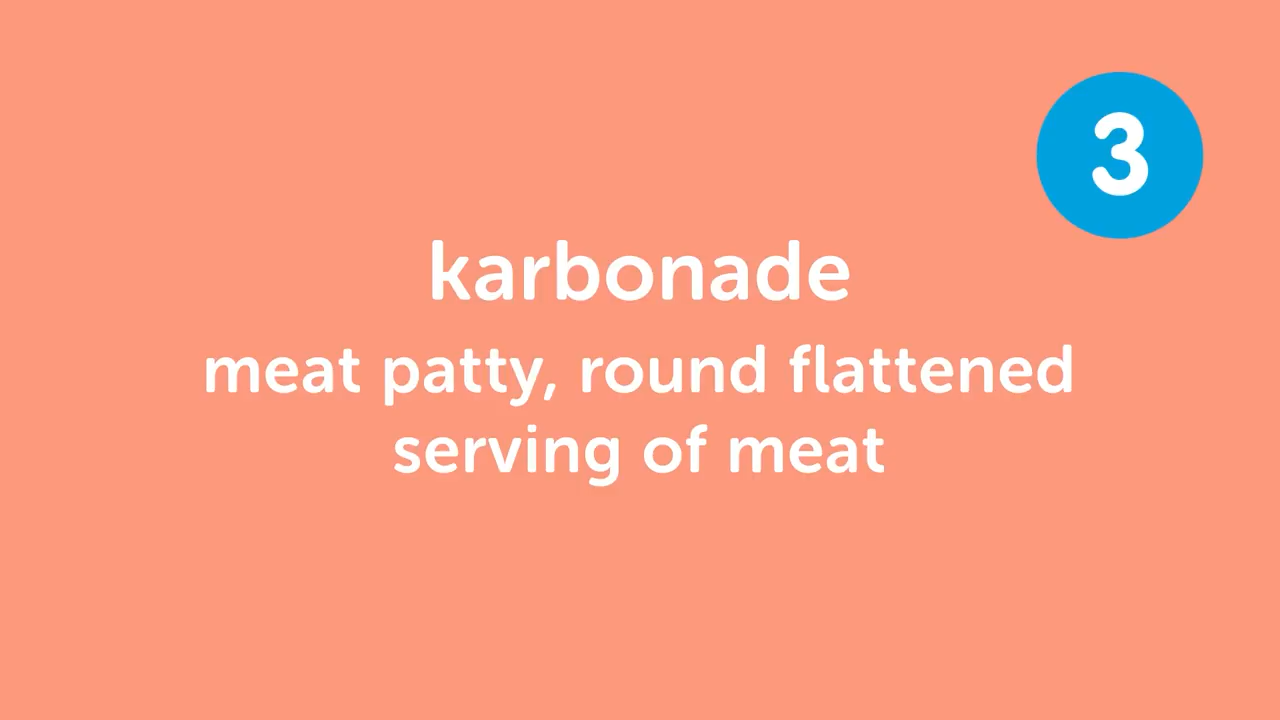 3
karbonade
meat patty, round flattened
serving of meat